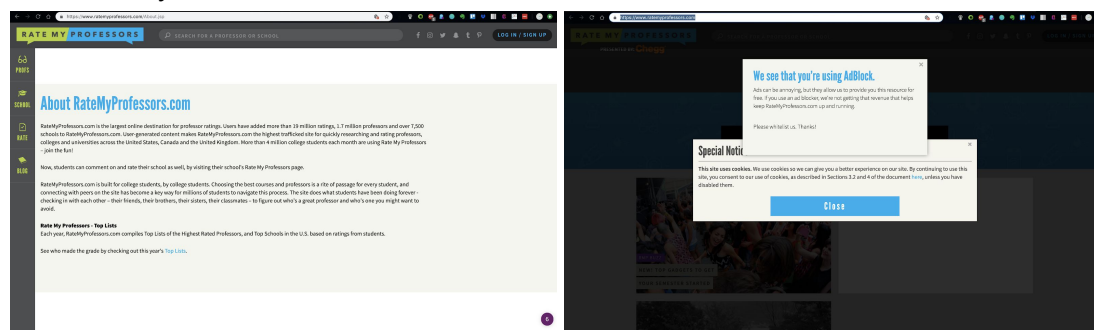 https://www.ratemyprofessors.com/About.jsp
RATE MY PROFESSORS
SEARCH FOR A PROFESSOR OR SCHOOL
LOG IN / SIGN UP
PROFS
SCHOOL
RATE
BLOG
About RateMyProfessors.com
RateMyProfessors.com is the largest online destination for professor ratings. Users have added more than 19 million ratings, 1.7 million professors and over 7,500
schools to RateMyProfessors.com. User-generated content makes RateMyProfessors.com the highest trafficked site for quickly researching and rating professors,
colleges and universities across the United States, Canada and the United Kingdom. More than 4 million college students each month are using Rate My Professors
– join the fun!
Now, students can comment on and rate their school as well, by visiting their school's Rate My Professors page.
RateMyProfessors.com is built for college students, by college students. Choosing the best courses and professors is a rite of passage for every student, and
connecting with peers on the site has become a key way for millions of students to navigate this process. The site does what students have been doing forever -
checking in with each other – their friends, their brothers, their sisters, their classmates – to figure out who's a great professor and who's one you might want to
avoid.
Rate My Professors - Top Lists
Each year, RateMyProfessors.com compiles Top Lists of the Highest Rated Professors, and Top Schools in the U.S. based on ratings from students.
See who made the grade by checking out this year's Top Lists.
6
https://www.ratemyprofessors.com
RATE MY PROFESSORS
PRESENTED BY Chegg
We see that you're using AdBlock.
Ads can be annoying, but they allow us to provide you this resource for
free. If you use an ad blocker, we're not getting that revenue that helps
keep RateMyProfessors.com up and running.
Please whitelist us. Thanks!
Special Notic
This site uses cookies. We use cookies so we can give you a better experience on our site. By continuing to use this
site, you consent to our use of cookies, as described in Sections 3.2 and 4 of the document here, unless you have
disabled them.
Close